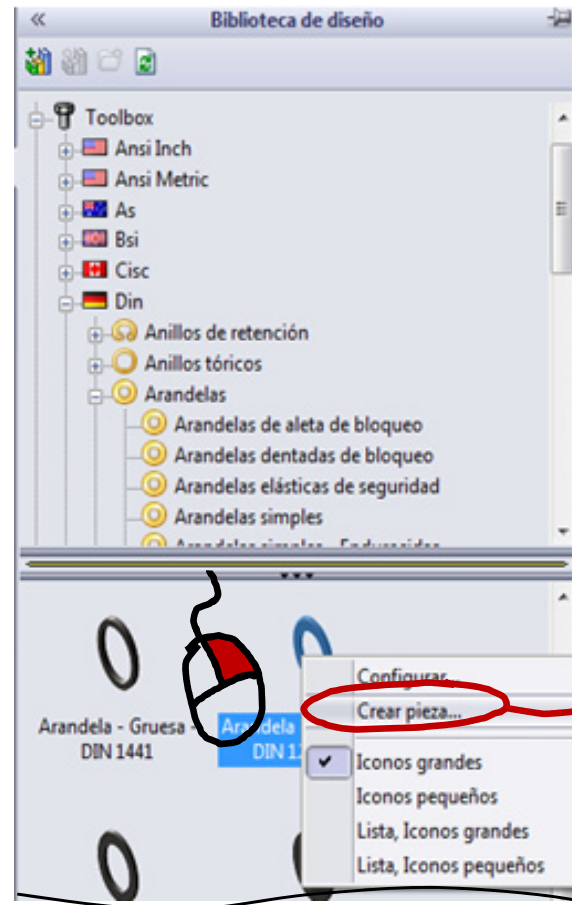 Biblioteca de diseño
Toolbox
Ansi Inch
Ansi Metric
As
Bsi
Cisc
Din
Anillos de retención
Anillos tóricos
Arandelas
Arandelas de aleta de bloqueo
Arandelas dentadas de bloqueo
Arandelas elásticas de seguridad
Arandelas simples
Arandela - Gruesa -
DIN 1441
Arandela
DIN
Configurar...
Crear pieza...
Iconos grandes
Iconos pequeños
Lista, Iconos grandes
Lista, Iconos pequeños